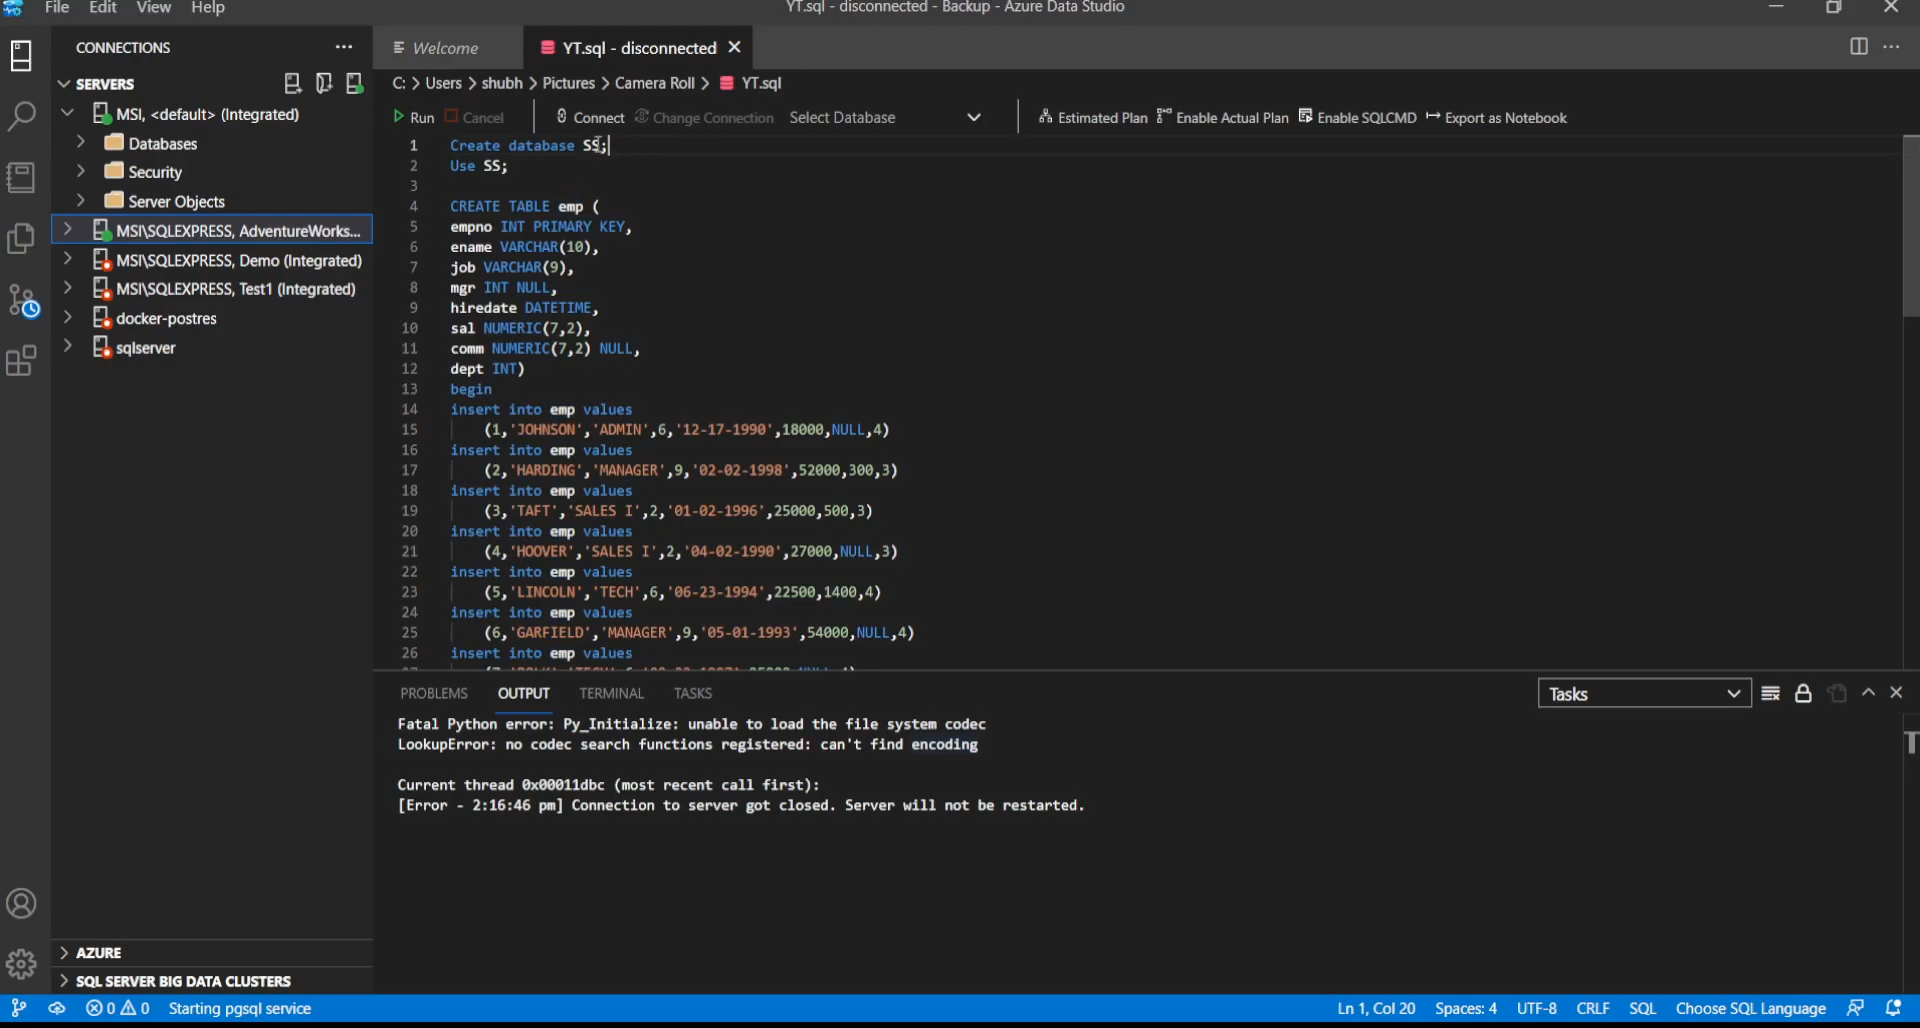 File Edit View Help
YT.sql - disconnected - Backup - Azure Data Studio
CONNECTIONS
Welcome
YT.sql - disconnected
SERVERS
C: > Users > shubh > Pictures > Camera Roll > YT.sql
MSI, <default> (Integrated)
Run Cancel Connect Change Connection Select Database Estimated Plan Enable Actual Plan Enable SQLCMD Export as Notebook
Databases
Security
Server Objects
MSI\SQLEXPRESS, AdventureWorks...
MSI\SQLEXPRESS, Demo (Integrated)
MSI\SQLEXPRESS, Test1 (Integrated)
docker-postres
sqlserver
1 Create database SS;
2 Use SS;
3
4 CREATE TABLE emp (
5 empno INT PRIMARY KEY,
6 ename VARCHAR(10),
7 job VARCHAR(9),
8 mgr INT NULL,
9 hiredate DATETIME,
10 sal NUMERIC(7,2),
11 comm NUMERIC(7,2) NULL,
12 dept INT)
13 begin
14 insert into emp values
15 (1,'JOHNSON','ADMIN',6,'12-17-1990',18000,NULL,4)
16 insert into emp values
17 (2,'HARDING','MANAGER',9,'02-02-1998',52000,300,3)
18 insert into emp values
19 (3,'TAFT','SALES I',2,'01-02-1996',25000,500,3)
20 insert into emp values
21 (4,'HOOVER','SALES I',2,'04-02-1990',27000,NULL,3)
22 insert into emp values
23 (5,'LINCOLN','TECH',6,'06-23-1994',22500,1400,4)
24 insert into emp values
25 (6,'GARFIELD','MANAGER',9,'05-01-1993',54000,NULL,4)
26 insert into emp values
PROBLEMS OUTPUT TERMINAL TASKS
Tasks
Fatal Python error: Py_Initialize: unable to load the file system codec
LookupError: no codec search functions registered: can't find encoding
Current thread 0x00011dbc (most recent call first):
[Error - 2:16:46 pm] Connection to server got closed. Server will not be restarted.
AZURE
SQL SERVER BIG DATA CLUSTERS
0 0 Starting pgsql service
Ln 1, Col 20 Spaces: 4 UTF-8 CRLF SQL Choose SQL Language